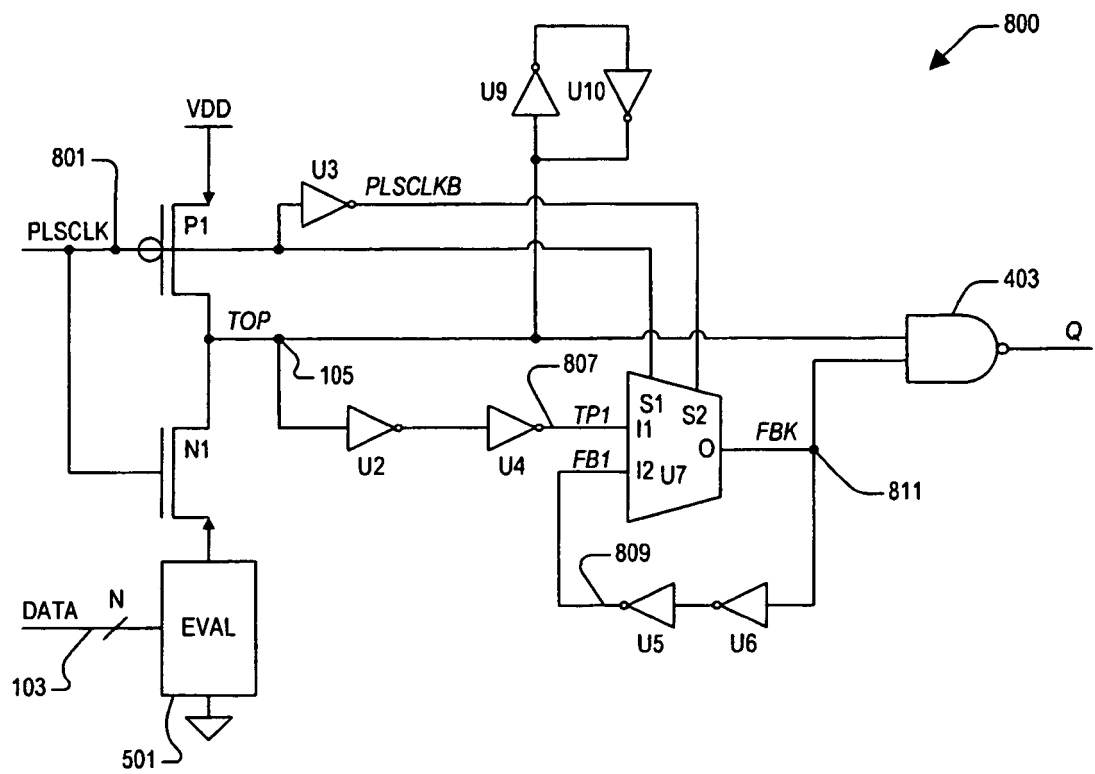 800
U9
U10
VDD
801
U3
PLSCLKB
P1
PLSCLK
403
TOP
Q
105
807
S1
S2
TP1
I1
N1
O
FBK
U2
U4
FB1
I2
U7
811
809
DATA
N
EVAL
U5
U6
103
501